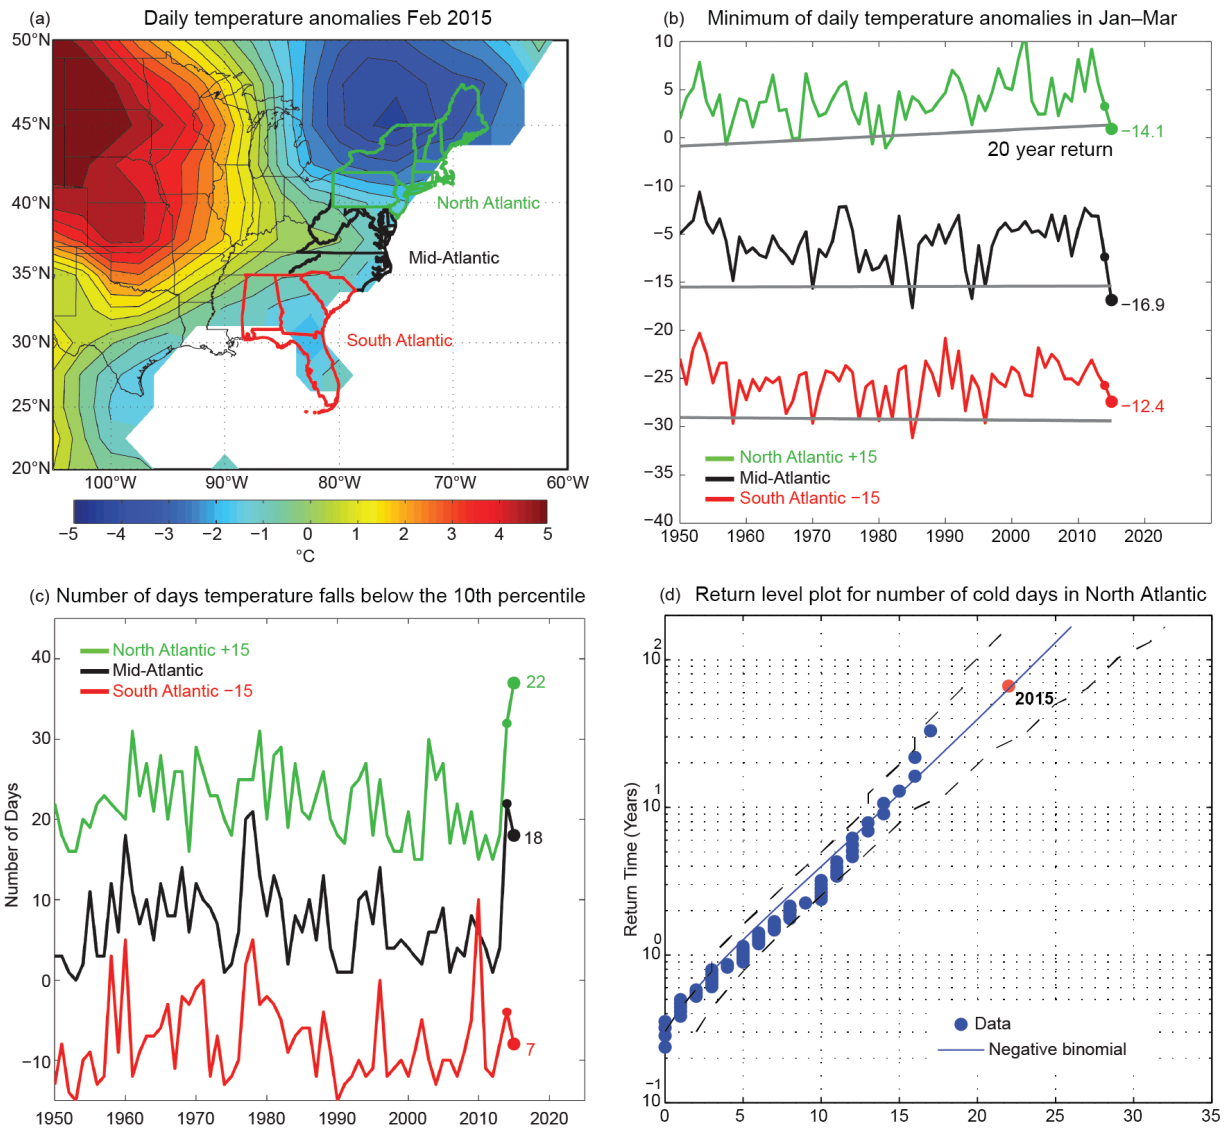 (a) Daily temperature anomalies Feb 2015
50°N
45°N
40°N
35°N
30°N
25°N
20°N
North Atlantic
Mid-Atlantic
South Atlantic
100°W 90°W 80°W 70°W 60°W
−5 −4 −3 −2 −1 0 1 2 3 4 5
°C
(b) Minimum of daily temperature anomalies in Jan–Mar
10
5
0
−10
−5
−15
−20
−25
−30
−35
−40
−14.1
20 year return
−16.9
−12.4
North Atlantic +15
Mid-Atlantic
South Atlantic −15
1950 1960 1970 1980 1990 2000 2010 2020
(c) Number of days temperature falls below the 10th percentile
North Atlantic +15
Mid-Atlantic
South Atlantic −15
Number of Days
40
30
20
10
0
−10
22
18
7
1950 1960 1970 1980 1990 2000 2010 2020
(d) Return level plot for number of cold days in North Atlantic
Return Time (Years)
10 2
10
10 0
10 −1
2015
Data
Negative binomial
0 5 10 15 20 25 30 35